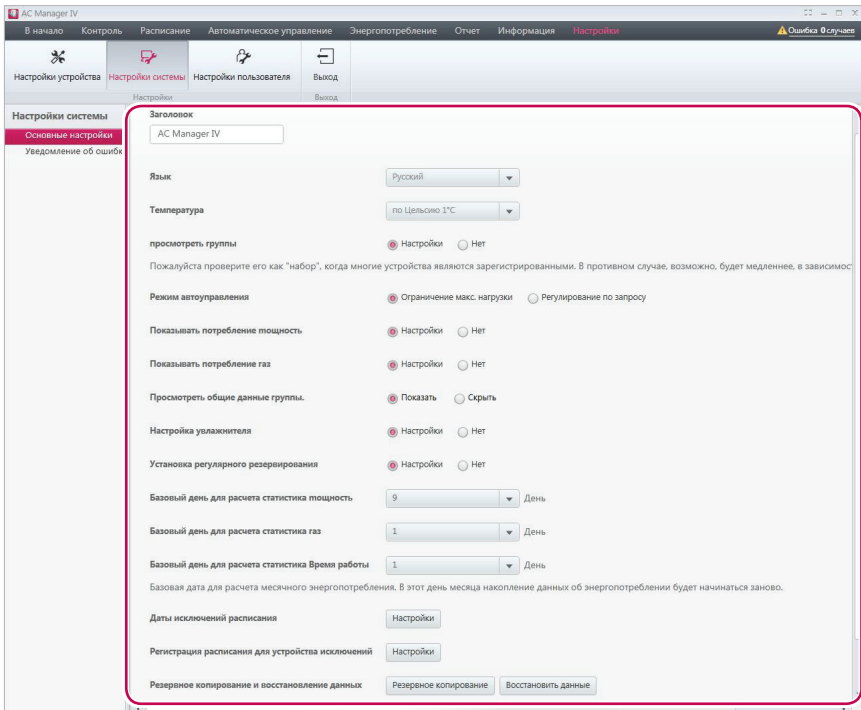 AC Manager IV
В начало Контроль Расписание Автоматическое управление Энергопотребление Отчет Информация Настройки Ошибка 0 случаев
Настройки устройства Настройки системы Настройки пользователя Выход
Настройки Выход
Настройки системы
Основные настройки
Уведомление об ошибк
Заголовок
AC Manager IV
Язык Русский
Температура по Цельсию 1°C
просмотреть группы Настройки Нет
Пожалуйста проверите его как "набор", когда многие устройства являются зарегистрированными. В противном случае, возможно, будет медленнее, в зависимос
Режим автоуправления Ограничение макс. нагрузки Регулирование по запросу
Показывать потребление mощность Настройки Нет
Показывать потребление газ Настройки Нет
Просмотреть общие данные группы. Показать Скрыть
Настройка увлажнителя Настройки Нет
Установка регулярного резервирования Настройки Нет
Базовый день для расчета статистика mощность 9 День
Базовый день для расчета статистика газ 1 День
Базовый день для расчета статистика Время работы 1 День
Базовая дата для расчета месячного энергопотребления. В этот день месяца накопление данных об энергопотреблении будет начинаться заново.
Даты исключений расписания Настройки
Регистрация расписания для устройства исключений Настройки
Резервное копирование и восстановление данных Резервное копирование Восстановить данные